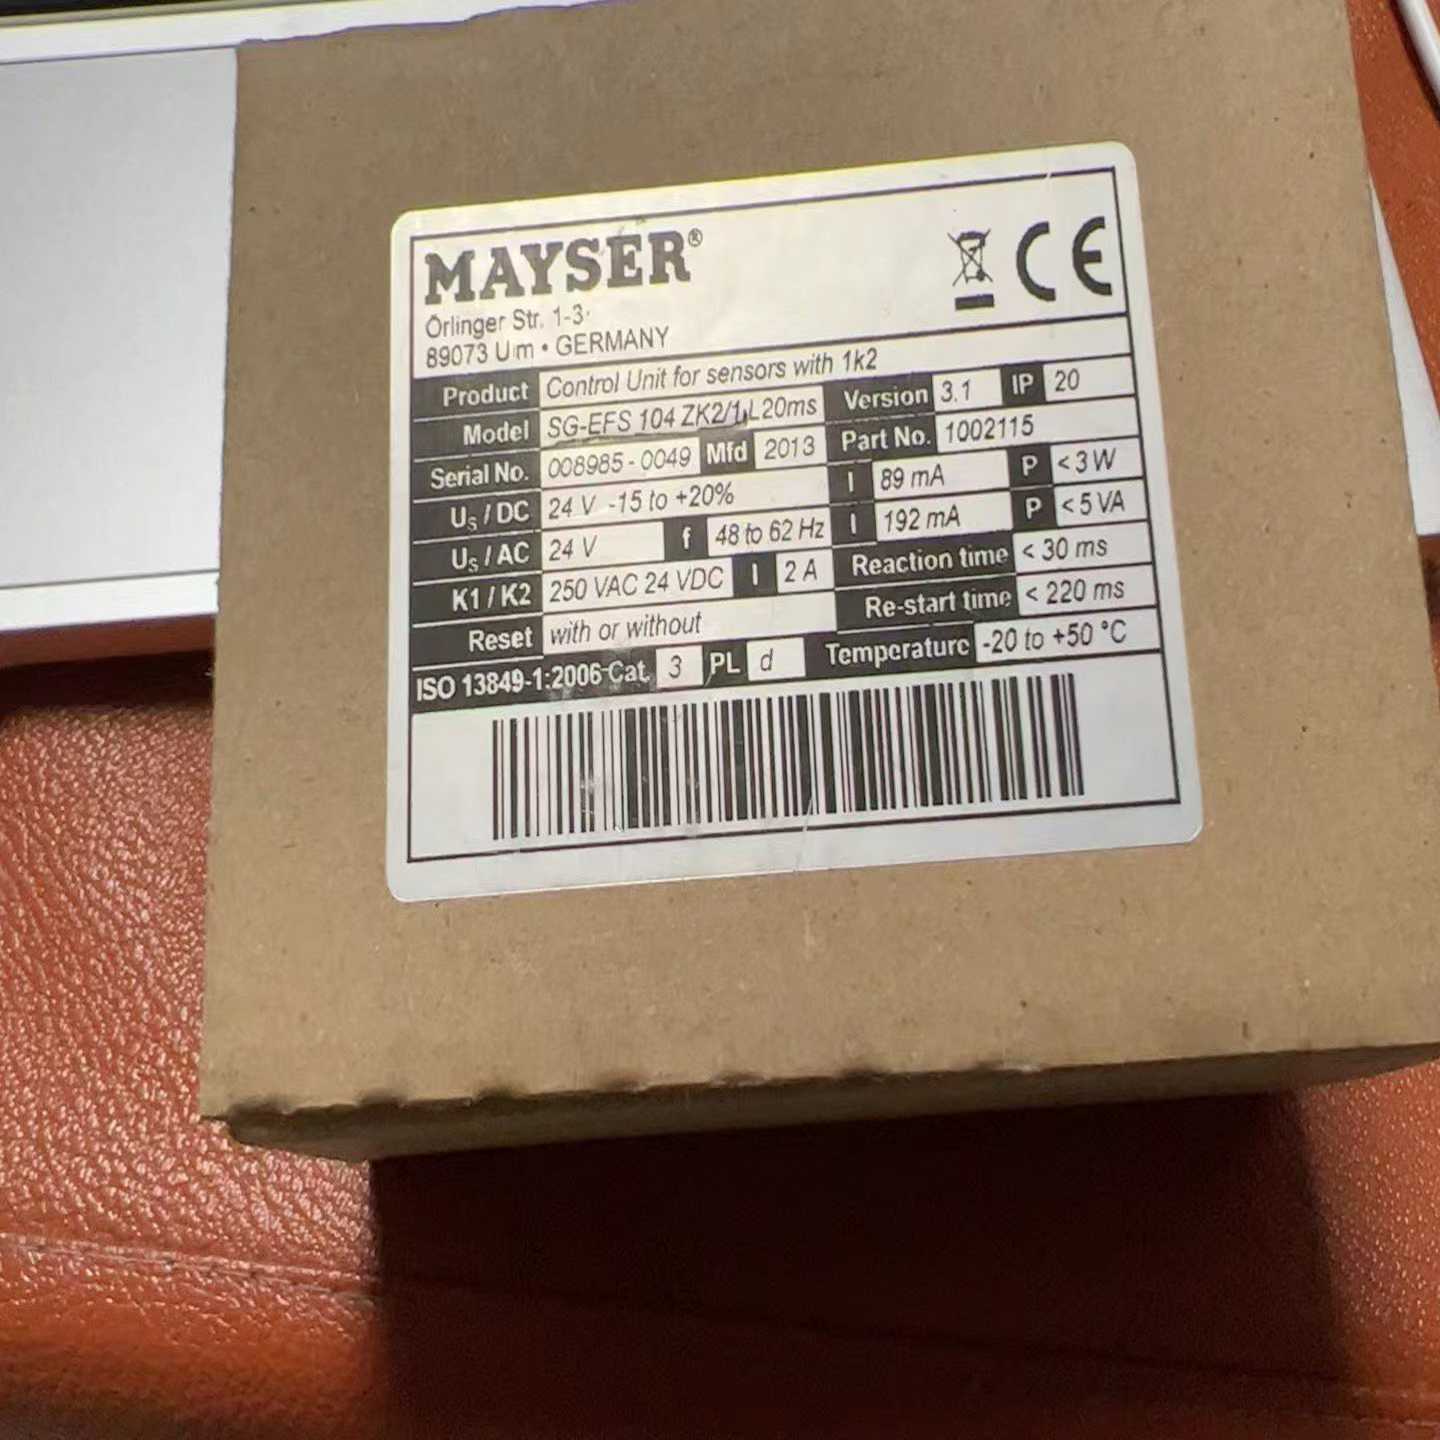 MAYSER®
Örlinger Str. 1-3
89073 Ulm • GERMANY
Product Control Unit for sensors with 1k2
Model SG-EFS 104 ZK2/1 L20ms Version 3.1 IP 20
Serial No. 008985-0049 Mfd 2013 Part No. 1002115
US / DC 24 V -15 to +20% I 89 mA P < 3 W
US / AC 24 V f 48 to 62 Hz I 192 mA P < 5 VA
K1 / K2 250 VAC 24 VDC I 2 A Reaction time < 30 ms
Reset with or without Re-start time < 220 ms
ISO 13849-1:2006 Cat. 3 PL d Temperature -20 to +50 °C
CE